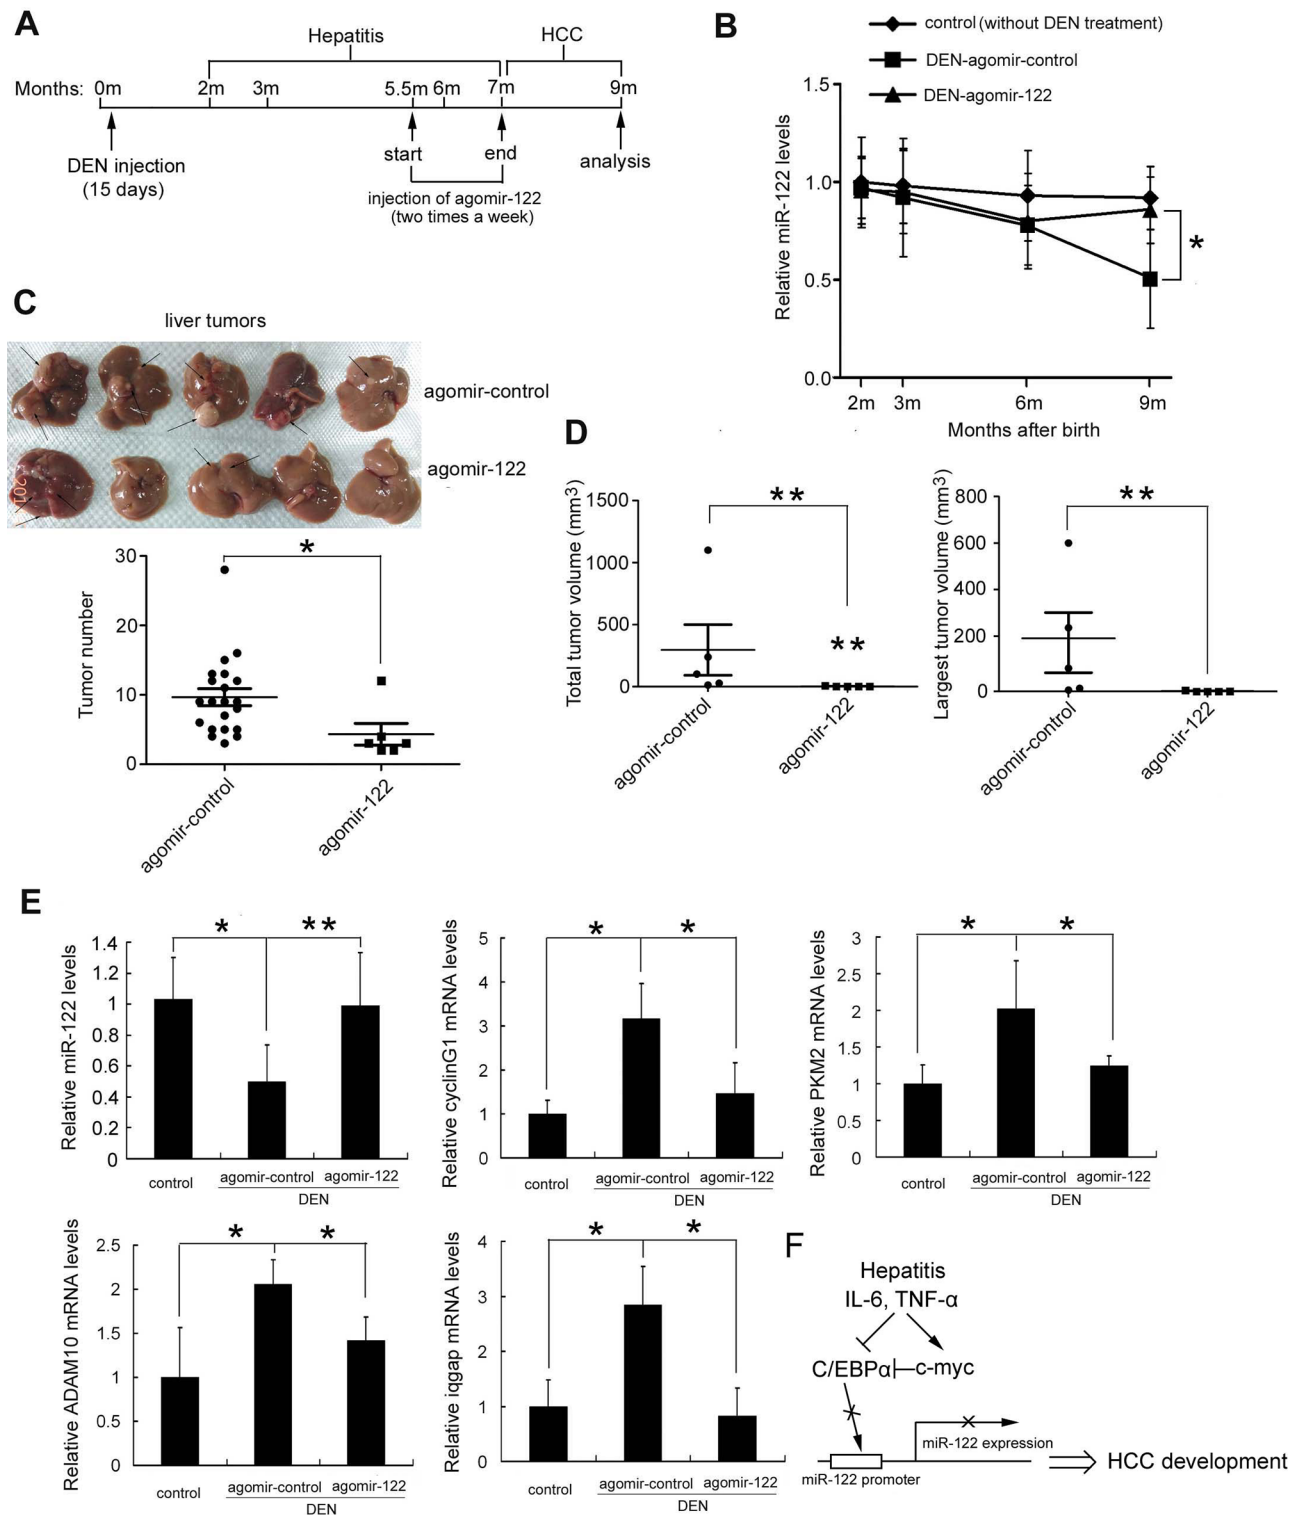 A
Hepatitis HCC
Months: 0m 2m 3m 5.5m 6m 7m 9m
DEN injection
(15 days)
start end analysis
injection of agomir-122
(two times a week)
B
control (without DEN treatment)
DEN-agomir-control
DEN-agomir-122
Relative miR-122 levels
1.5
1.0
0.5
0.0
*
2m 3m 6m 9m
Months after birth
C
liver tumors
agomir-control
agomir-122
Tumor number
30
20
10
0
*
agomir-control
agomir-122
D
Total tumor volume (mm3)
1500
1000
500
0
**
**
agomir-control
agomir-122
Largest tumor volume (mm3)
800
600
400
200
0
**
agomir-control
agomir-122
E
Relative miR-122 levels
1.4
1.2
1
0.8
0.6
0.4
0.2
0
* **
control agomir-control agomir-122
DEN
Relative cyclinG1 mRNA levels
5
4
3
2
1
0
* *
control agomir-control agomir-122
DEN
Relative PKM2 mRNA levels
3
2.5
2
1.5
1
0.5
0
* *
control agomir-control agomir-122
DEN
Relative ADAM10 mRNA levels
2.5
2
1.5
1
0.5
0
* *
control agomir-control agomir-122
DEN
Relative iqgap mRNA levels
4
3
2
1
0
* *
control agomir-control agomir-122
DEN
F
Hepatitis
IL-6, TNF-α
C/EBPα c-myc
miR-122 expression
miR-122 promoter
HCC development